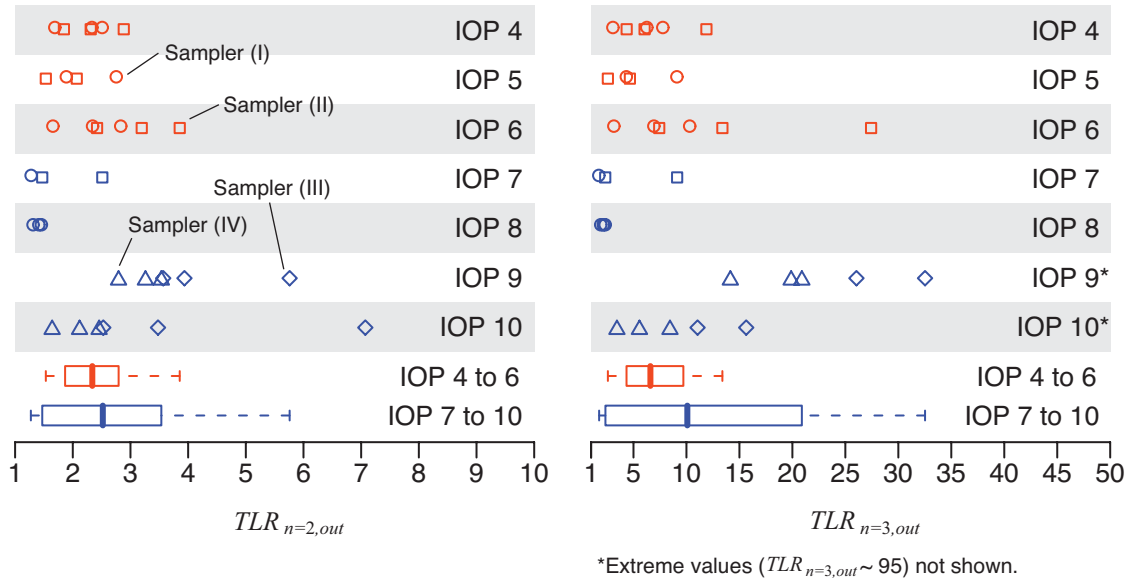 IOP 4
IOP 5
IOP 6
IOP 7
IOP 8
IOP 9
IOP 10
IOP 4 to 6
IOP 7 to 10
Sampler (I)
Sampler (II)
Sampler (III)
Sampler (IV)
1 2 3 4 5 6 7 8 9 10
TLR n=2,out
IOP 4
IOP 5
IOP 6
IOP 7
IOP 8
IOP 9*
IOP 10*
IOP 4 to 6
IOP 7 to 10
1 5 10 15 20 25 30 35 40 45 50
TLR n=3,out
*Extreme values (TLR n=3,out ~ 95) not shown.